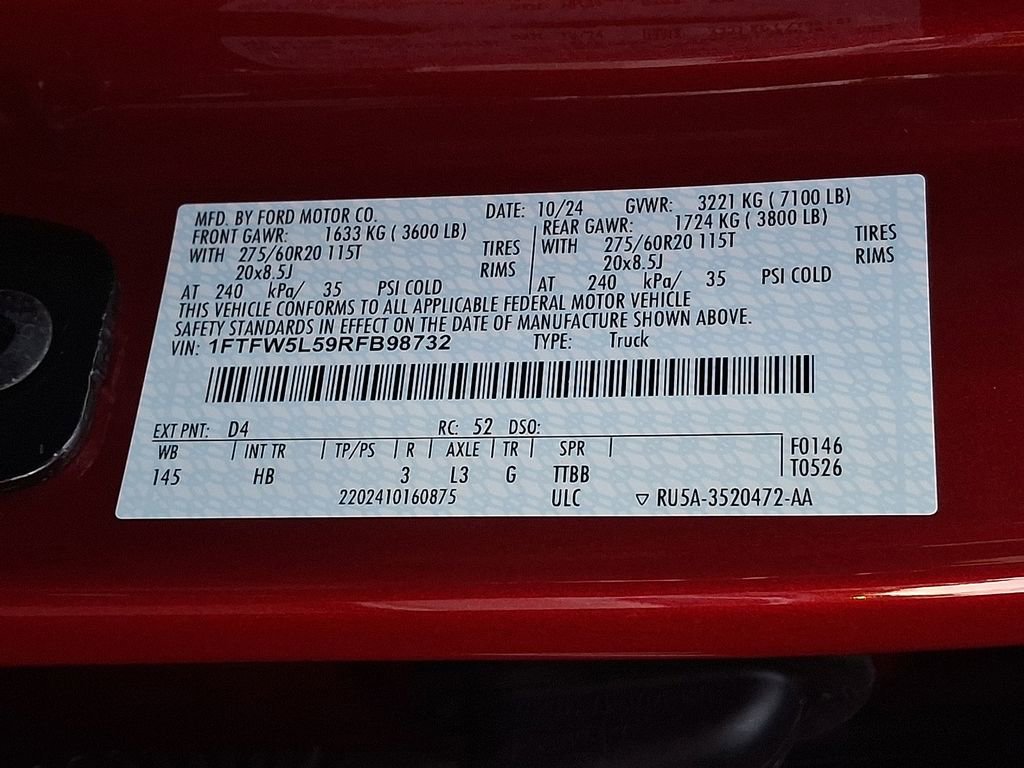 MFD. BY FORD MOTOR CO. DATE: 10/24 GVWR: 3221 KG ( 7100 LB)
FRONT GAWR: 1633 KG ( 3600 LB) REAR GAWR: 1724 KG ( 3800 LB)
WITH 275/60R20 115T TIRES WITH 275/60R20 115T TIRES
20x8.5J RIMS 20x8.5J RIMS
AT 240 kPa/ 35 PSI COLD AT 240 kPa/ 35 PSI COLD
THIS VEHICLE CONFORMS TO ALL APPLICABLE FEDERAL MOTOR VEHICLE
SAFETY STANDARDS IN EFFECT ON THE DATE OF MANUFACTURE SHOWN ABOVE.
VIN: 1FTFW5L59RFB98732 TYPE: Truck
EXT PNT: D4 RC: 52 DSO:
WB INT TR TP/PS R AXLE TR SPR F0146
145 HB 3 L3 G TTBB T0526
2202410160875 ULC ▽ RU5A-3520472-AA